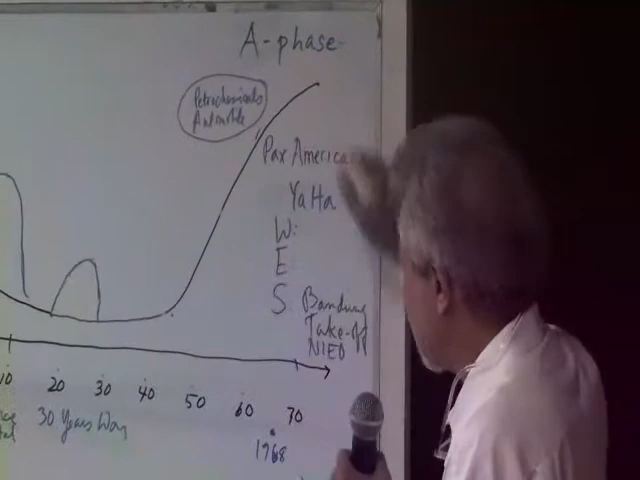 A-phase-
Petrochemicals
Automobile
Pax America
Yalta
W:
E
S Bandung
Take-off
NIEO
10 20 30 40 50 60 70
30 Years War
1968